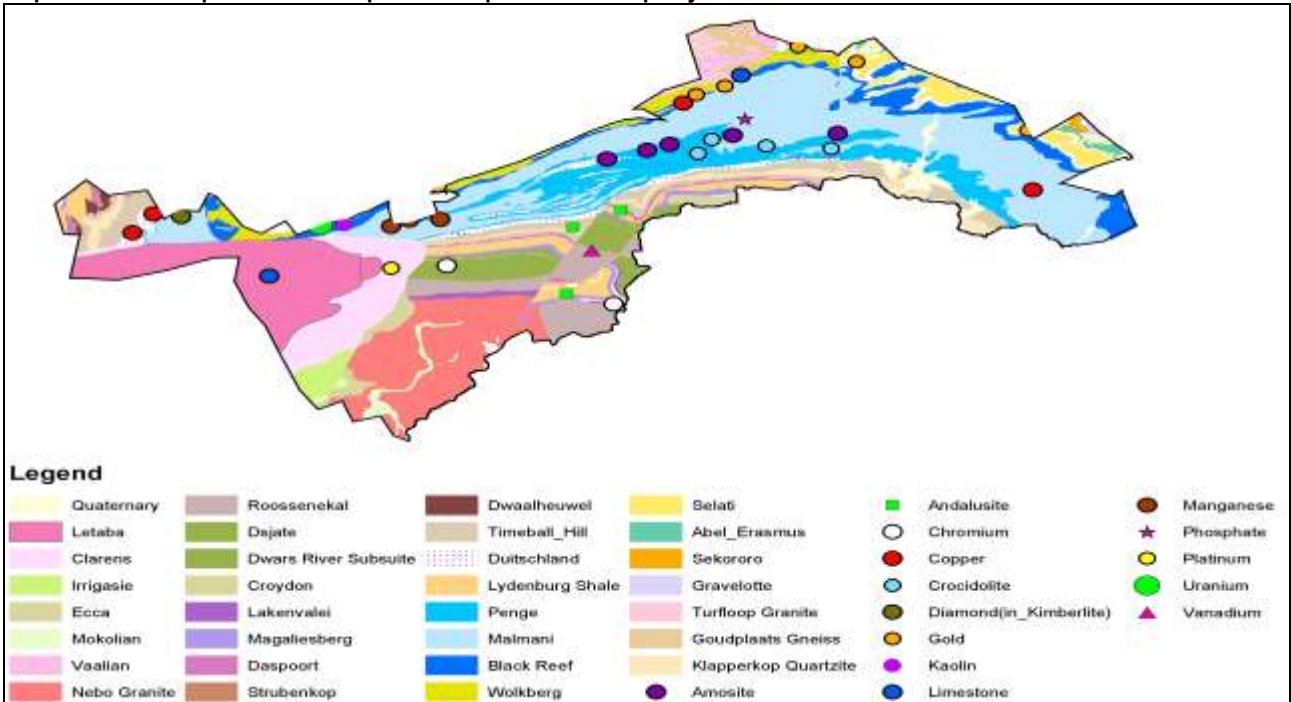 Legend
Quaternary
Letaba
Clarens
Irrigasie
Ecca
Mokolian
Vaalian
Nebo Granite
Roossenekal
Dsjate
Dwars River Subsuite
Croydon
Lakenvalei
Magaliesberg
Daspoort
Strubenkop
Dwaalheuwel
Timeball_Hill
Duitschland
Lydenburg Shale
Penge
Malmani
Black Reef
Wolkberg
Selati
Abel_Erasmus
Sekororo
Gravelotte
Turfloop Granite
Goudplaats Gneiss
Klapperkop Quartzite
Amosite
Andalusite
Chromium
Copper
Crocidolite
Diamond(in_Kimberlite)
Gold
Kaolin
Limestone
Manganese
Phosphate
Platinum
Uranium
Vanadium